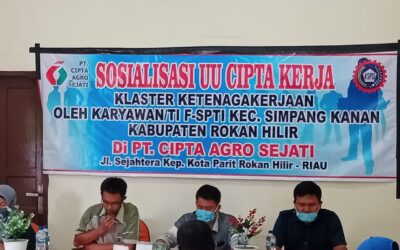 PT
CIPTA
AGRO
SEJATI
SOSIALISASI UU CIPTA KERJA
KLASTER KETENAGAKERJAAN
OLEH KARYAWAN/TI F-SPTI KEC. SIMPANG KANAN
KABUPATEN ROKAN HILIR
Di PT. CIPTA AGRO SEJATI
Jl. Sejahtera Kep. Kota Parit Rokan Hilir - RIAU